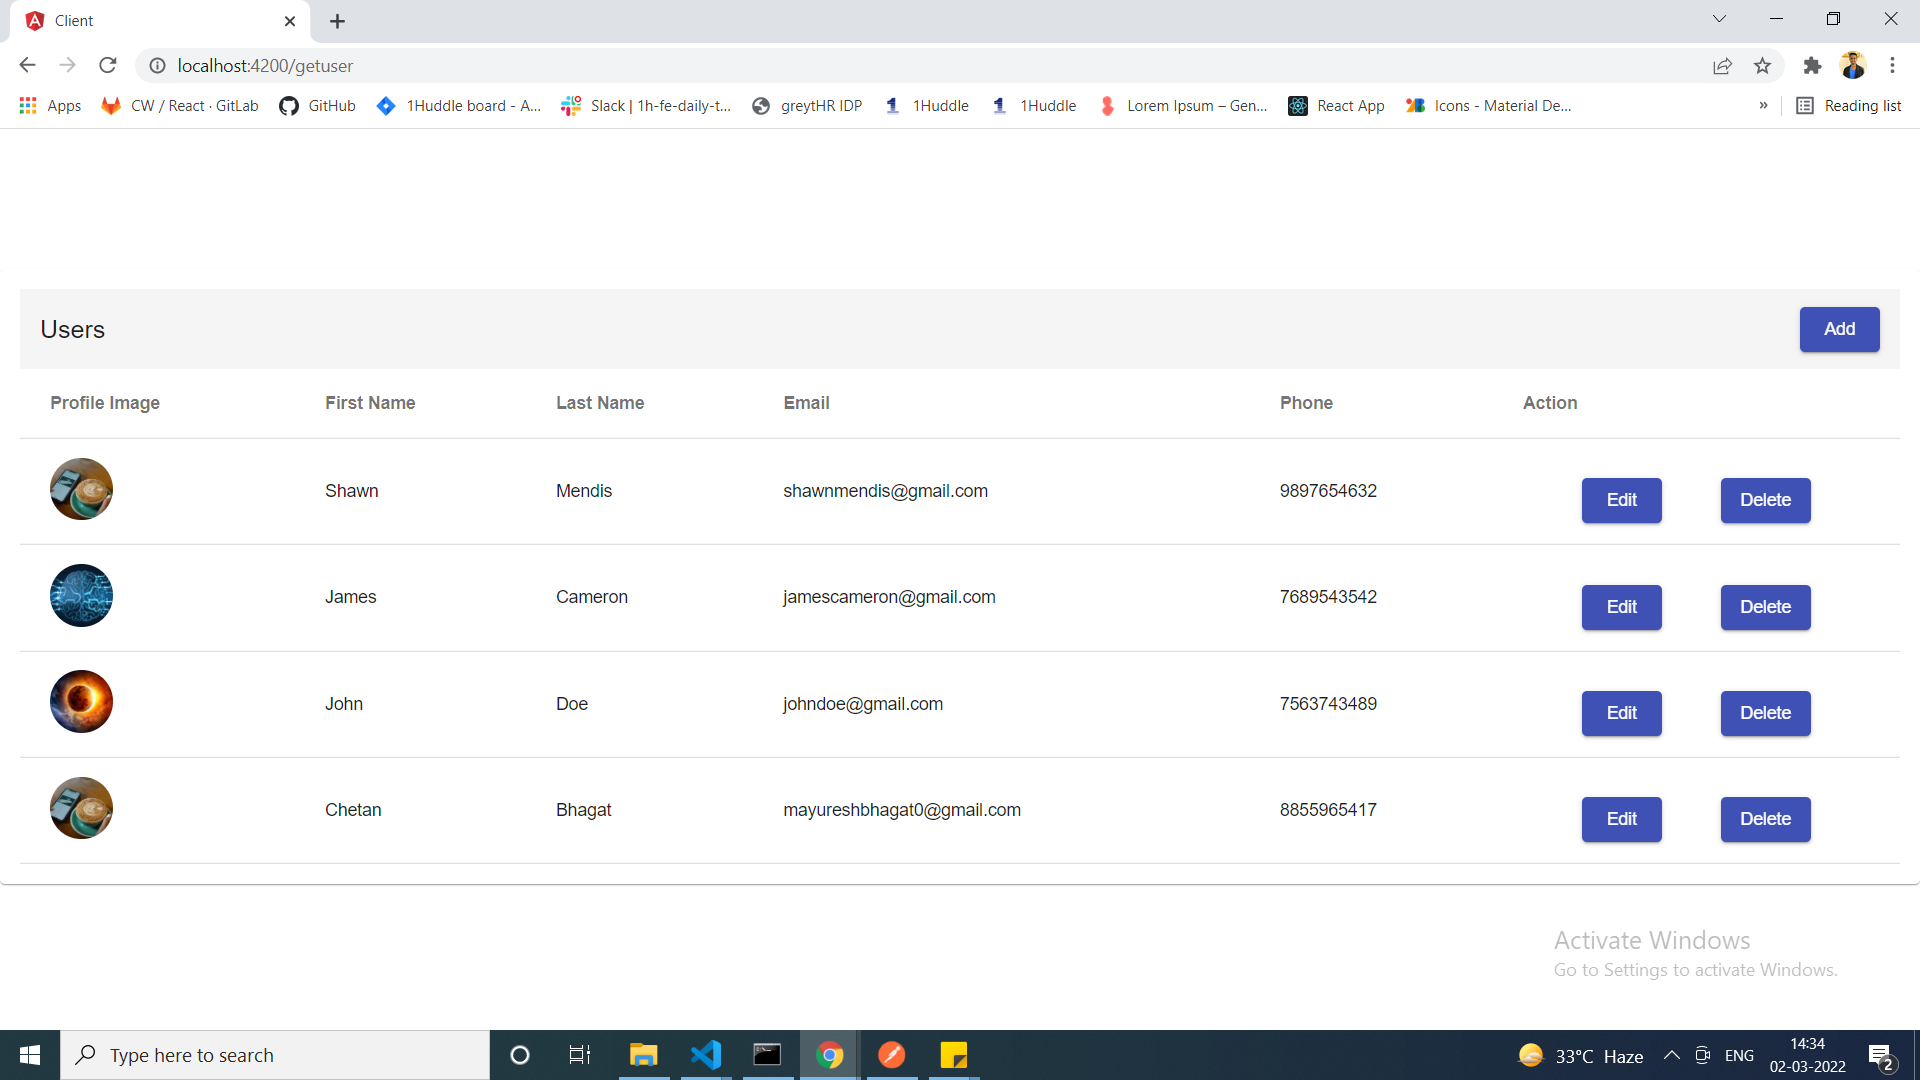 Client
localhost:4200/getuser
Apps CW / React · GitLab GitHub 1Huddle board - A... Slack | 1h-fe-daily-t... greytHR IDP 1Huddle 1Huddle Lorem Ipsum – Gen... React App Icons - Material De... » Reading list
Users Add
Profile Image First Name Last Name Email Phone Action
Shawn Mendis shawnmendis@gmail.com 9897654632 Edit Delete
James Cameron jamescameron@gmail.com 7689543542 Edit Delete
John Doe johndoe@gmail.com 7563743489 Edit Delete
Chetan Bhagat mayureshbhagat0@gmail.com 8855965417 Edit Delete
Activate Windows
Go to Settings to activate Windows.
Type here to search 33°C Haze ENG 14:34
02-03-2022 2